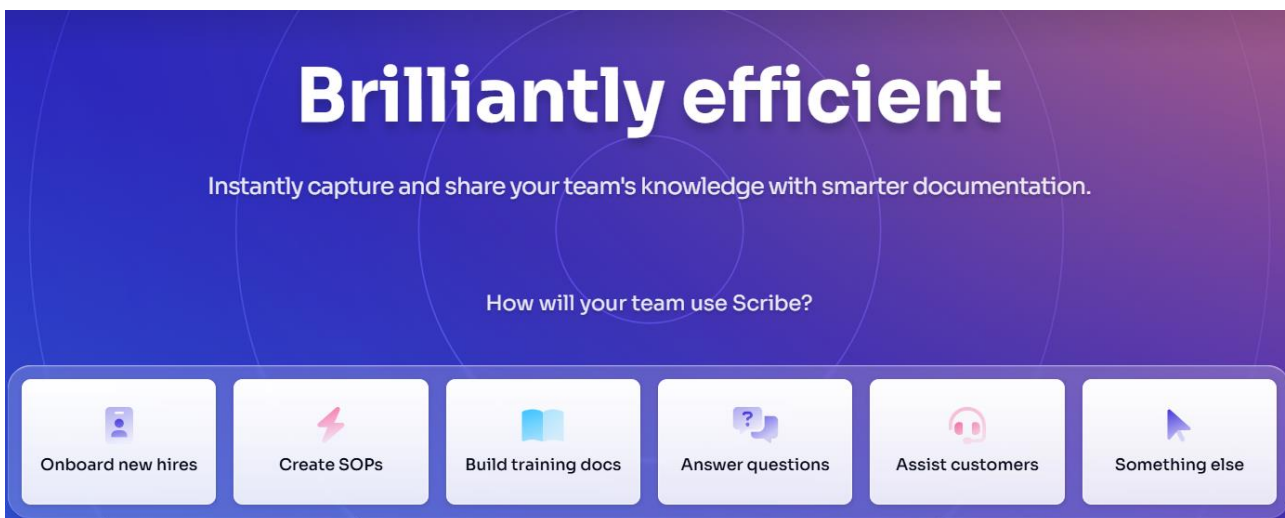 Brilliantly efficient
Instantly capture and share your team's knowledge with smarter documentation.
How will your team use Scribe?
?
Onboard new hires
Create SOPs
Build training docs
Answer questions
Assist customers
Something else